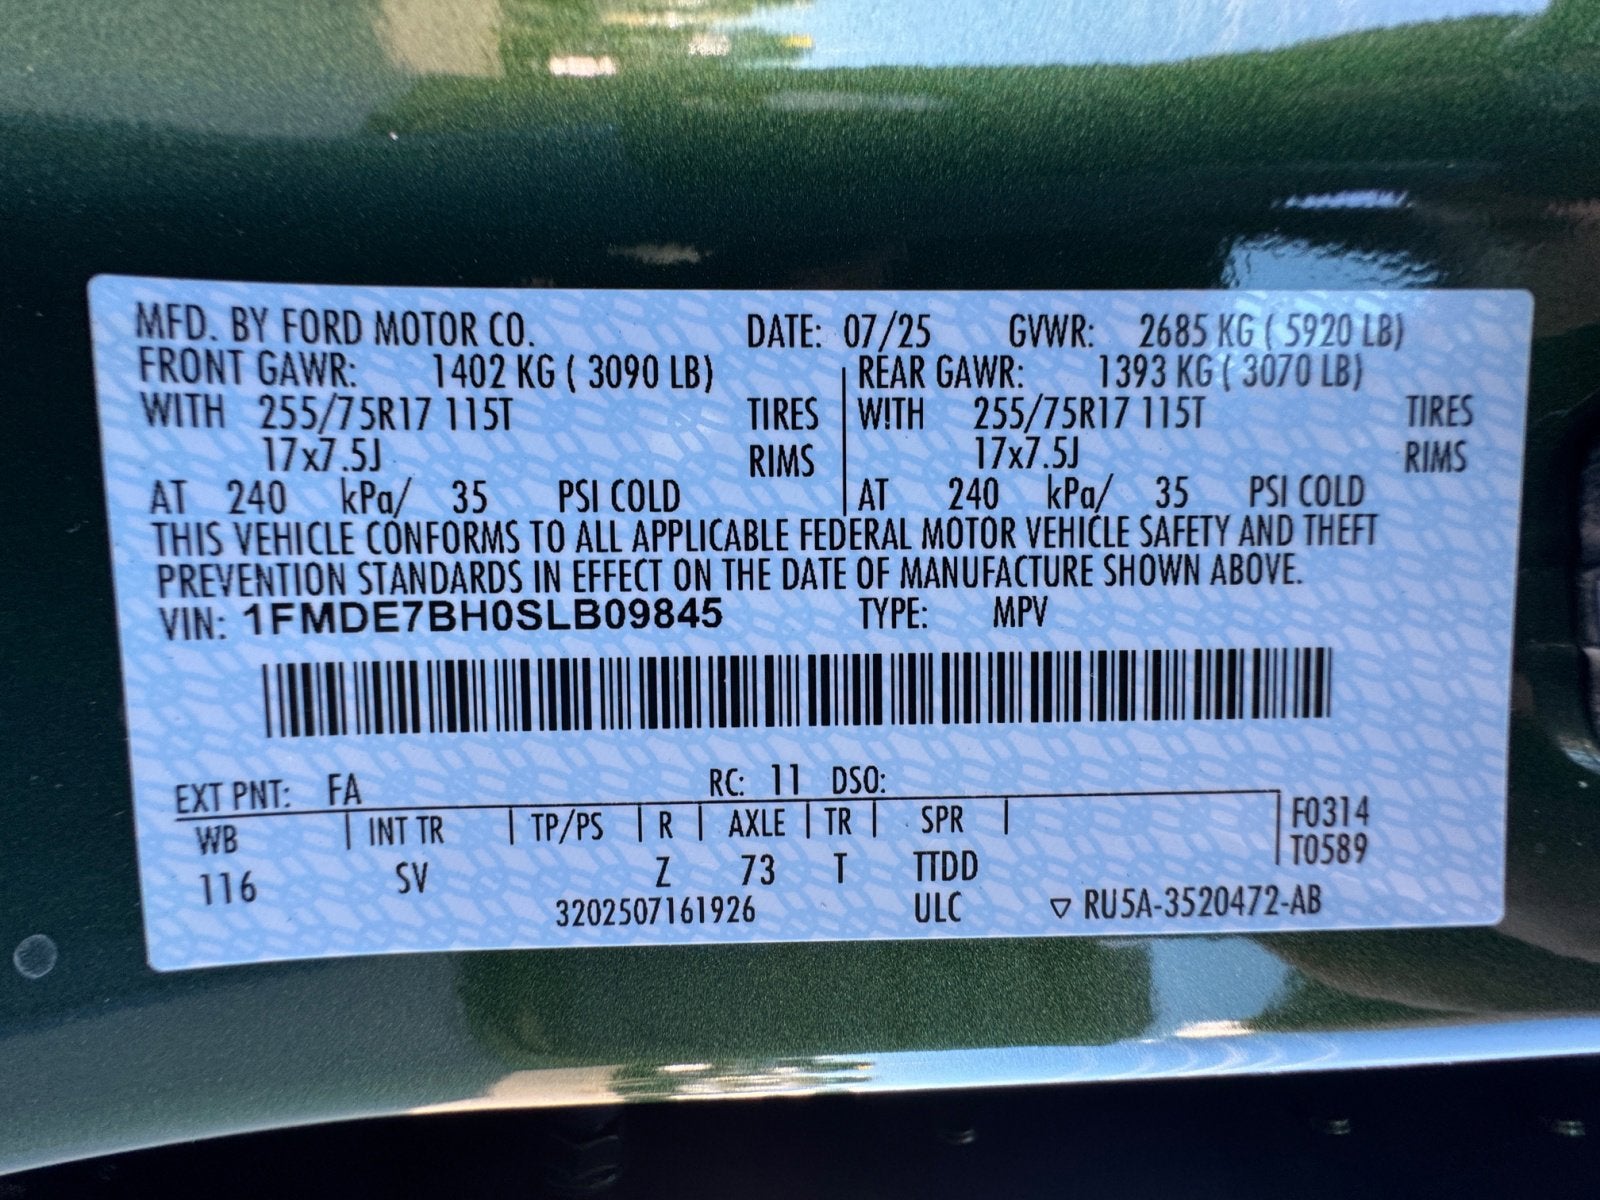 MFD. BY FORD MOTOR CO. DATE: 07/25 GVWR: 2685 KG ( 5920 LB)
FRONT GAWR: 1402 KG ( 3090 LB) REAR GAWR: 1393 KG ( 3070 LB)
WITH 255/75R17 115T TIRES WITH 255/75R17 115T TIRES
17x7.5J RIMS 17x7.5J RIMS
AT 240 kPa/ 35 PSI COLD AT 240 kPa/ 35 PSI COLD
THIS VEHICLE CONFORMS TO ALL APPLICABLE FEDERAL MOTOR VEHICLE SAFETY AND THEFT
PREVENTION STANDARDS IN EFFECT ON THE DATE OF MANUFACTURE SHOWN ABOVE.
VIN: 1FMDE7BH0SLB09845 TYPE: MPV
EXT PNT: FA RC: 11 DSO:
WB INT TR TP/PS R AXLE TR SPR F0314
T0589
116 SV Z 73 T TTDD
3202507161926 ULC ▽ RU5A-3520472-AB